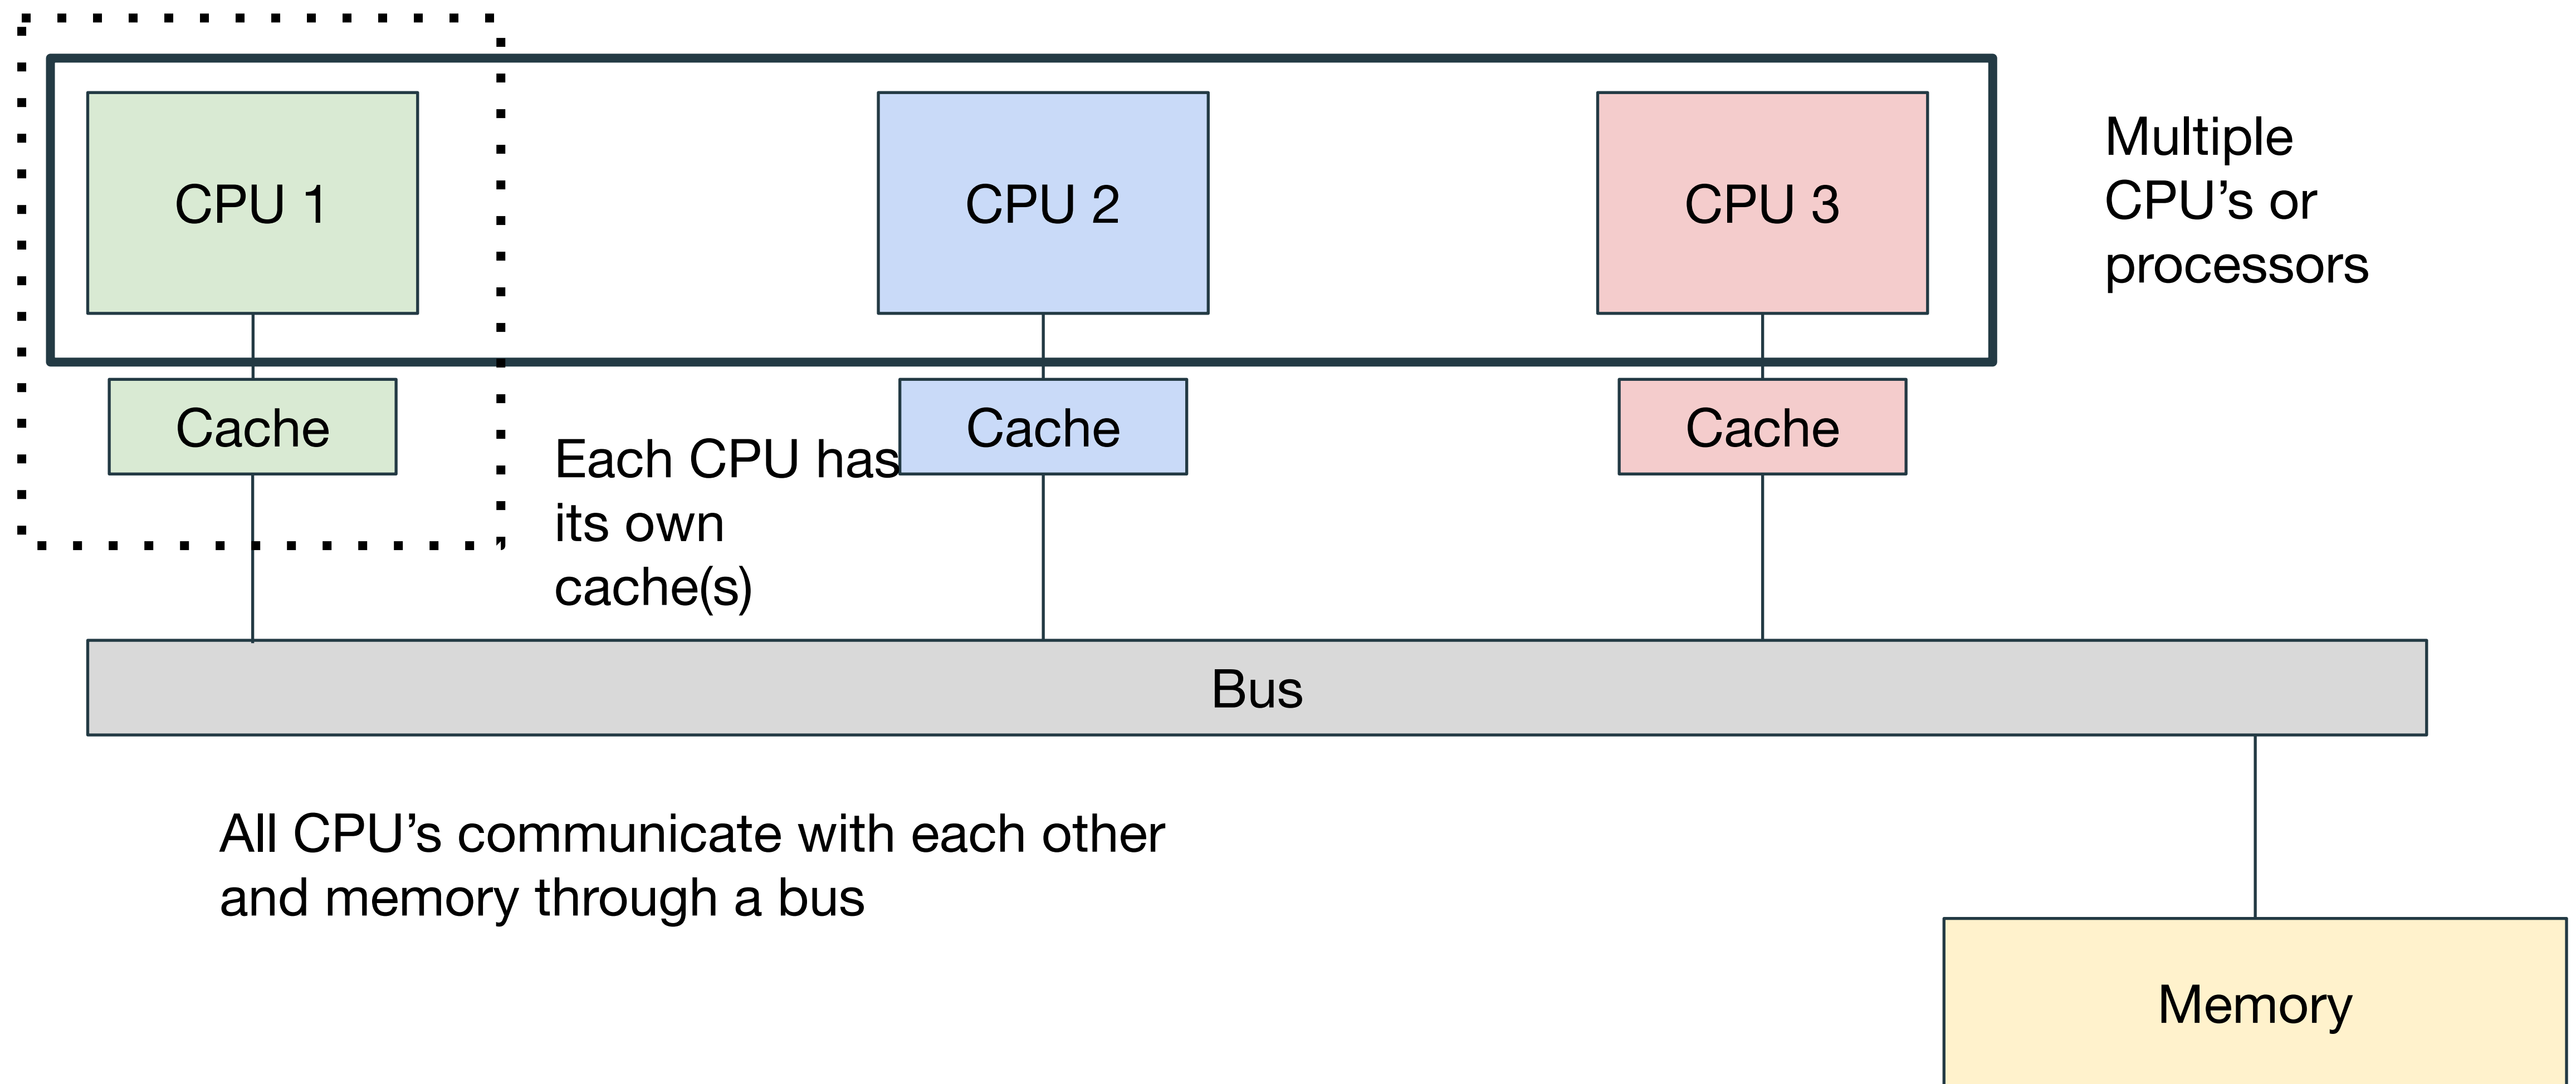 CPU 1
CPU 2
CPU 3
Multiple
CPU’s or
processors
Cache
Cache
Cache
Each CPU has
its own
cache(s)
Bus
All CPU’s communicate with each other
and memory through a bus
Memory